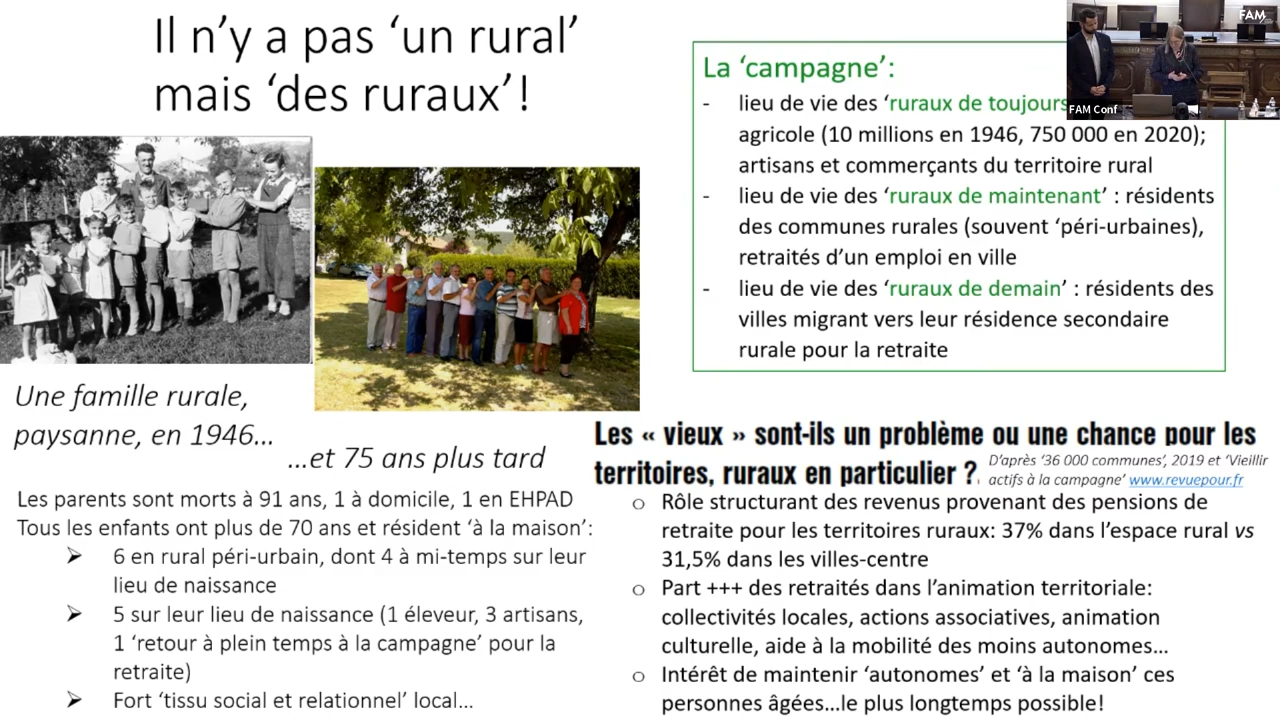 Il n’y a pas ‘un rural’
mais ‘des ruraux’!
Une famille rurale,
paysanne, en 1946…
…et 75 ans plus tard
Les parents sont morts à 91 ans, 1 à domicile, 1 en EHPAD
Tous les enfants ont plus de 70 ans et résident ‘à la maison’:
➢ 6 en rural péri-urbain, dont 4 à mi-temps sur leur
lieu de naissance
➢ 5 sur leur lieu de naissance (1 éleveur, 3 artisans,
1 ‘retour à plein temps à la campagne’ pour la
retraite)
➢ Fort ‘tissu social et relationnel’ local…
La ‘campagne’:
- lieu de vie des ‘ruraux de toujours
agricole (10 millions en 1946, 750 000 en 2020);
artisans et commerçants du territoire rural
- lieu de vie des ‘ruraux de maintenant’ : résidents
des communes rurales (souvent ‘péri-urbaines),
retraités d’un emploi en ville
- lieu de vie des ‘ruraux de demain’ : résidents des
villes migrant vers leur résidence secondaire
rurale pour la retraite
FAM
FAM Conf
Les « vieux » sont-ils un problème ou une chance pour les
territoires, ruraux en particulier ?
D’après ‘36 000 communes’, 2019 et ‘Vieillir
actifs à la campagne’ www.revuepour.fr
o Rôle structurant des revenus provenant des pensions de
retraite pour les territoires ruraux: 37% dans l’espace rural vs
31,5% dans les villes-centre
o Part +++ des retraités dans l’animation territoriale:
collectivités locales, actions associatives, animation
culturelle, aide à la mobilité des moins autonomes…
o Intérêt de maintenir ‘autonomes’ et ‘à la maison’ ces
personnes âgées…le plus longtemps possible!